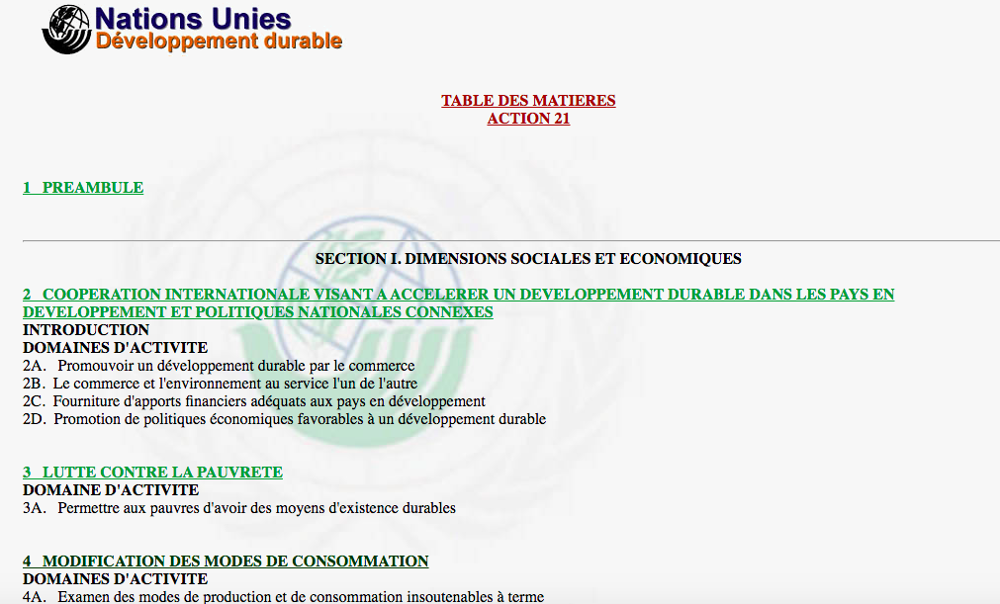 Nations Unies
Développement durable
TABLE DES MATIERES
ACTION 21
1 PREAMBULE
SECTION I. DIMENSIONS SOCIALES ET ECONOMIQUES
2 COOPERATION INTERNATIONALE VISANT A ACCELERER UN DEVELOPPEMENT DURABLE DANS LES PAYS EN
DEVELOPPEMENT ET POLITIQUES NATIONALES CONNEXES
INTRODUCTION
DOMAINES D'ACTIVITE
2A. Promouvoir un développement durable par le commerce
2B. Le commerce et l'environnement au service l'un de l'autre
2C. Fourniture d'apports financiers adéquats aux pays en développement
2D. Promotion de politiques économiques favorables à un développement durable
3 LUTTE CONTRE LA PAUVRETE
DOMAINE D'ACTIVITE
3A. Permettre aux pauvres d'avoir des moyens d'existence durables
4 MODIFICATION DES MODES DE CONSOMMATION
DOMAINES D'ACTIVITE
4A. Examen des modes de production et de consommation insoutenables à terme